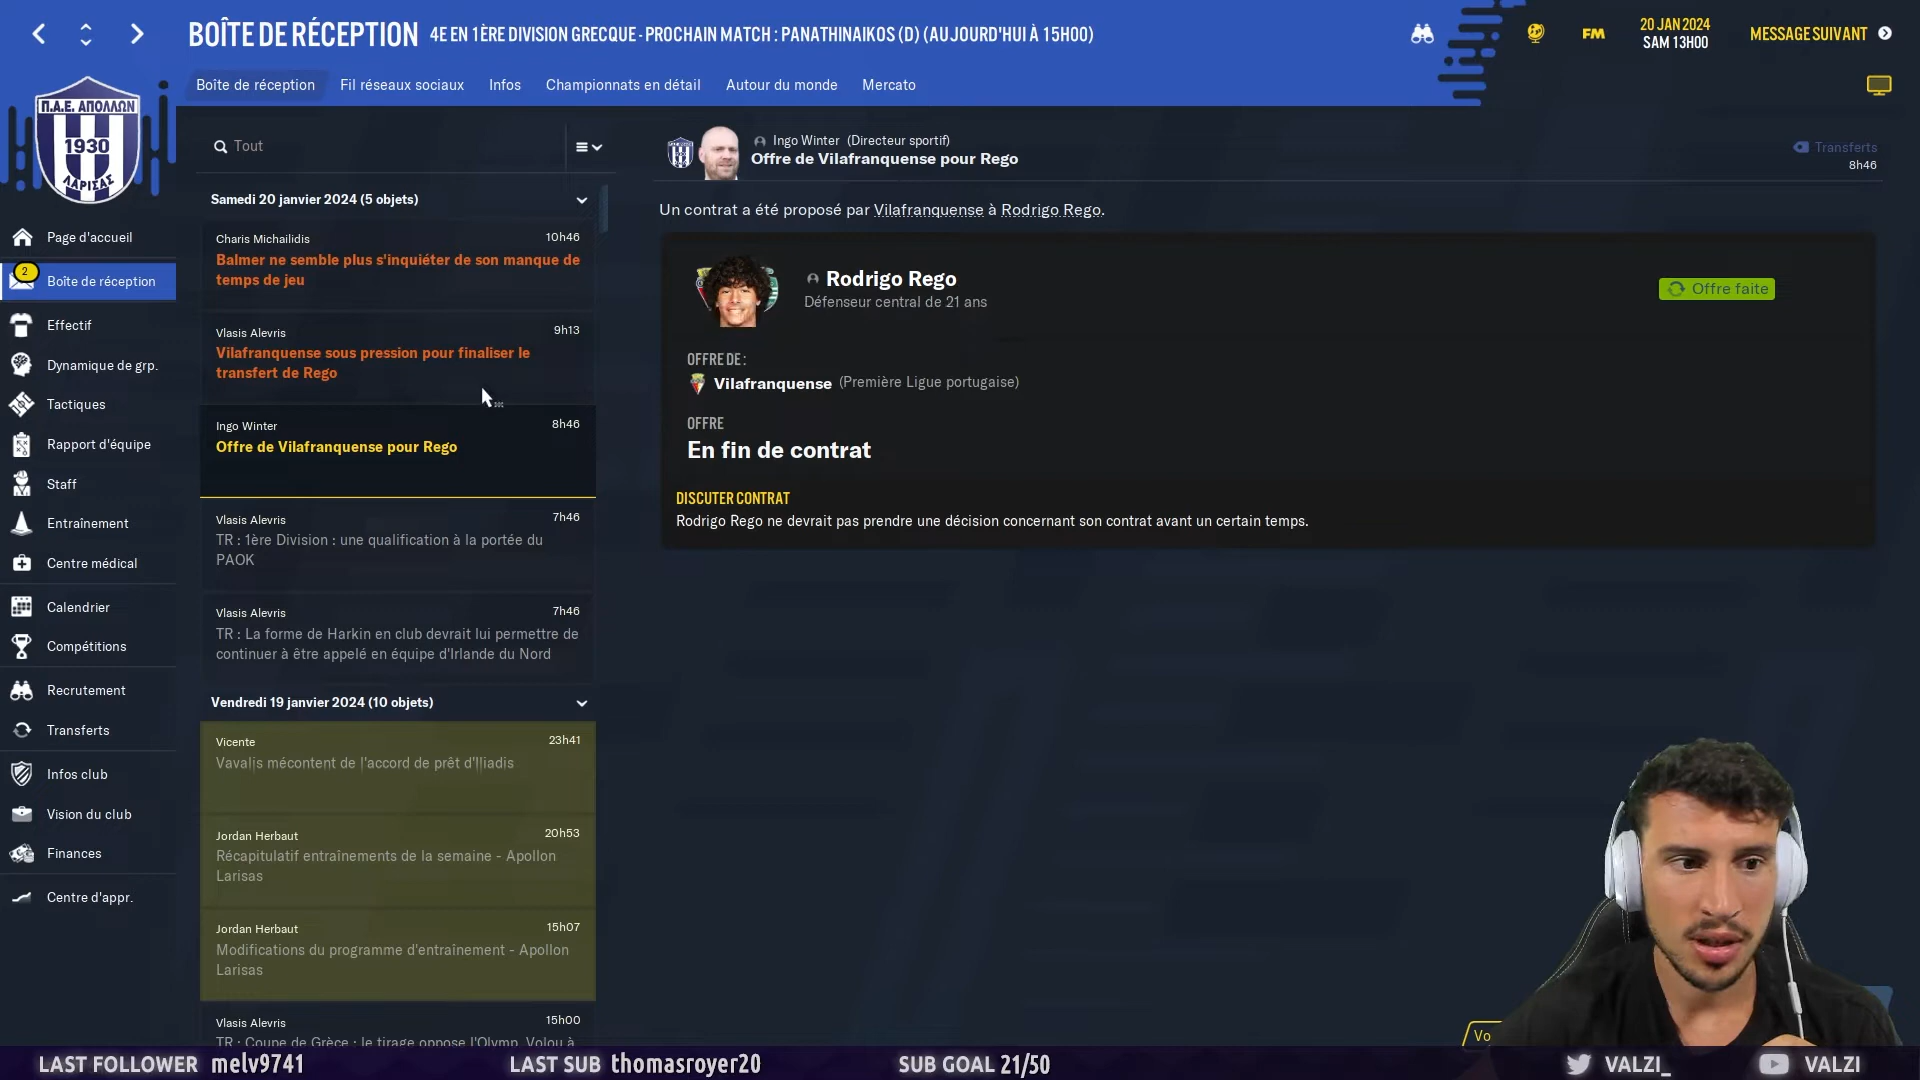 BOÎTE DE RÉCEPTION
4E EN 1ÈRE DIVISION GRECQUE - PROCHAIN MATCH : PANATHINAIKOS (D) (AUJOURD'HUI À 15H00)
FM
20 JAN 2024
SAM 13H00
MESSAGE SUIVANT
Boîte de réception
Fil réseaux sociaux
Infos
Championnats en détail
Autour du monde
Mercato
Π.Α.Ε. ΑΠΟΛΛΩΝ
1930
ΛΑΡΙΣΑΣ
Page d'accueil
2
Boîte de réception
Effectif
Dynamique de grp.
Tactiques
Rapport d'équipe
Staff
Entraînement
Centre médical
Calendrier
Compétitions
Recrutement
Transferts
Infos club
Vision du club
Finances
Centre d'appr.
Tout
Samedi 20 janvier 2024 (5 objets)
Charis Michailidis 10h46
Balmer ne semble plus s'inquiéter de son manque de
temps de jeu
Vlasis Alevris 9h13
Vilafranquense sous pression pour finaliser le
transfert de Rego
Ingo Winter 8h46
Offre de Vilafranquense pour Rego
Vlasis Alevris 7h46
TR : 1ère Division : une qualification à la portée du
PAOK
Vlasis Alevris 7h46
TR : La forme de Harkin en club devrait lui permettre de
continuer à être appelé en équipe d'Irlande du Nord
Vendredi 19 janvier 2024 (10 objets)
Vicente 23h41
Vavalis mécontent de l'accord de prêt d'Iliadis
Jordan Herbaut 20h53
Récapitulatif entraînements de la semaine - Apollon
Larisas
Jordan Herbaut 15h07
Modifications du programme d'entraînement - Apollon
Larisas
Vlasis Alevris 15h00
TR : Coupe de Grèce : le tirage oppose l'Olymp. Volou à
Ingo Winter (Directeur sportif)
Offre de Vilafranquense pour Rego
Transferts
8h46
Un contrat a été proposé par Vilafranquense à Rodrigo Rego.
Rodrigo Rego
Défenseur central de 21 ans
Offre faite
OFFRE DE :
Vilafranquense (Première Ligue portugaise)
OFFRE
En fin de contrat
DISCUTER CONTRAT
Rodrigo Rego ne devrait pas prendre une décision concernant son contrat avant un certain temps.
Vo
LAST FOLLOWER melv9741
LAST SUB thomasroyer20
SUB GOAL 21/50
VALZI_
VALZI